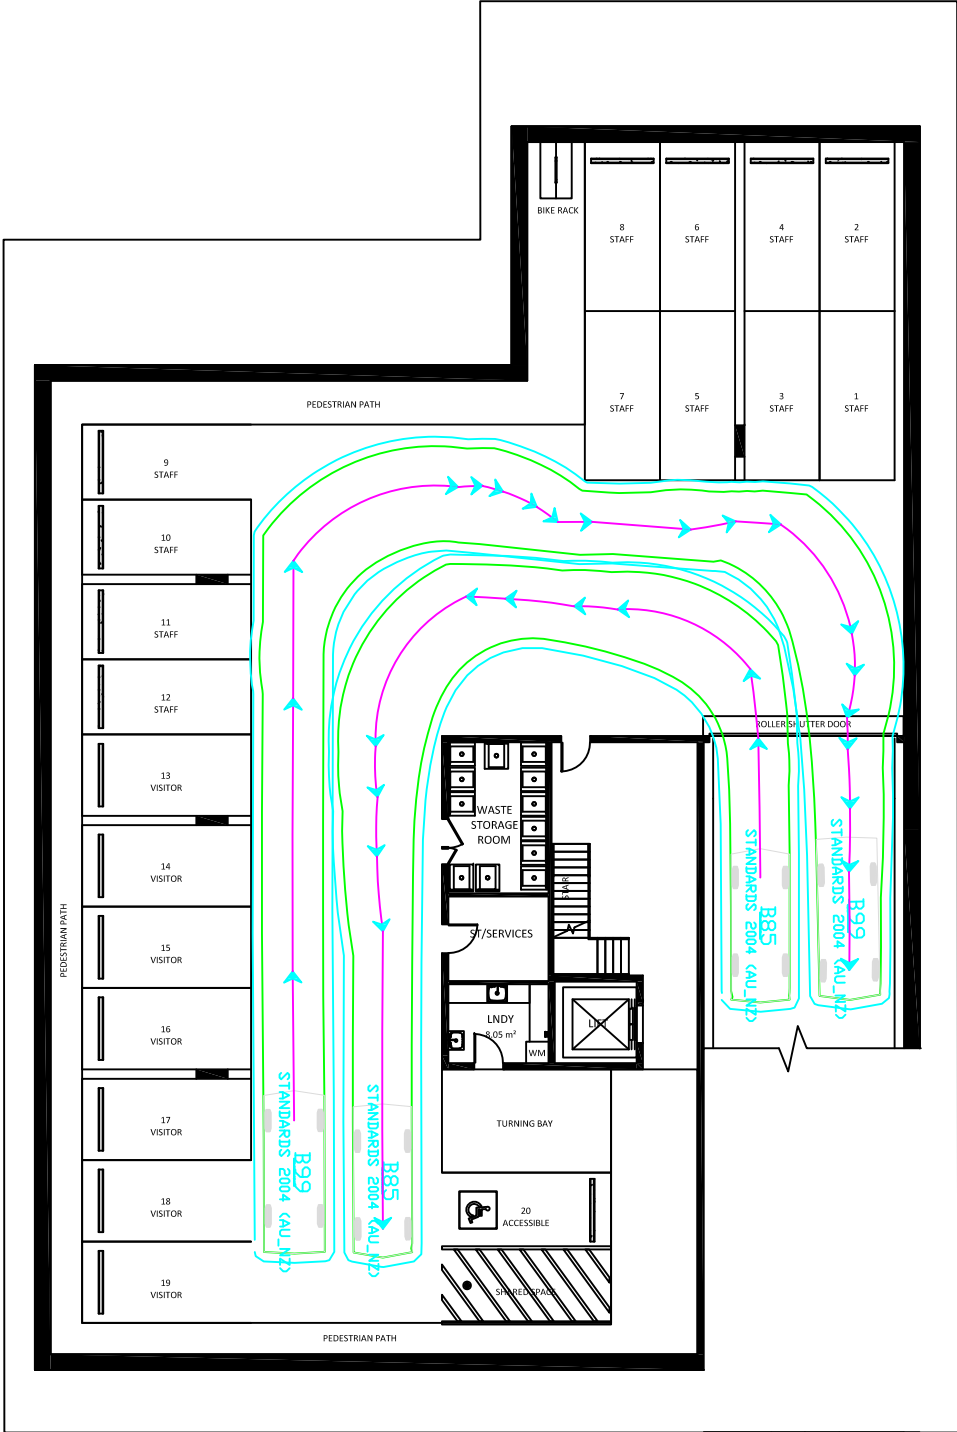 BIKE RACK
8
STAFF
6
STAFF
4
STAFF
2
STAFF
7
STAFF
5
STAFF
3
STAFF
1
STAFF
PEDESTRIAN PATH
9
STAFF
10
STAFF
11
STAFF
12
STAFF
13
VISITOR
14
VISITOR
15
VISITOR
16
VISITOR
17
VISITOR
18
VISITOR
19
VISITOR
PEDESTRIAN PATH
ROLLER SHUTTER DOOR
WASTE
STORAGE
ROOM
STAIR
ST/SERVICES
LNDY
8.05 m²
WM
LIFT
B85
STANDARDS 2004 (AU_NZ)
B99
STANDARDS 2004 (AU_NZ)
B99
STANDARDS 2004 (AU_NZ)
B85
STANDARDS 2004 (AU_NZ)
TURNING BAY
20
ACCESSIBLE
SHARED SPACE
PEDESTRIAN PATH